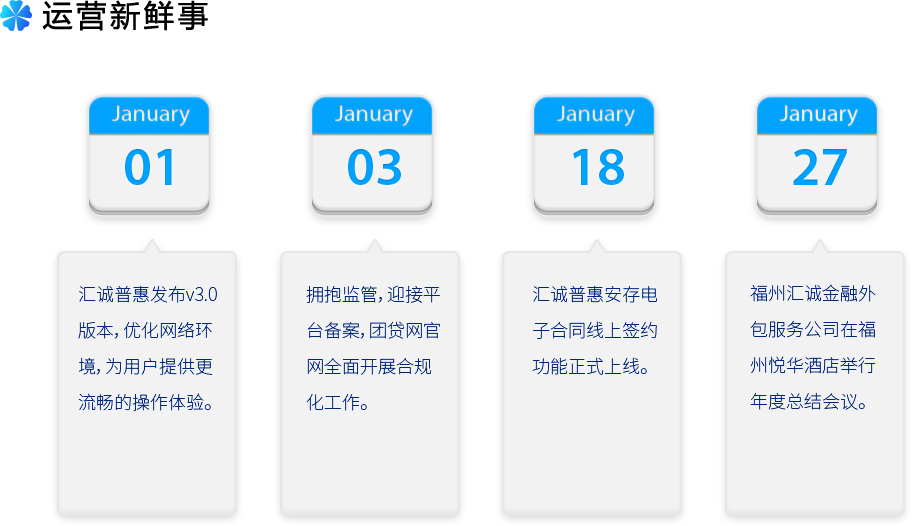 运营新鲜事
January
01
汇诚普惠发布v3.0
版本，优化网络环
境，为用户提供更
流畅的操作体验。
January
03
拥抱监管，迎接平
台备案，团贷网官
网全面开展合规
化工作。
January
18
汇诚普惠安存电
子合同线上签约
功能正式上线。
January
27
福州汇诚金融外
包服务公司在福
州悦华酒店举行
年度总结会议。